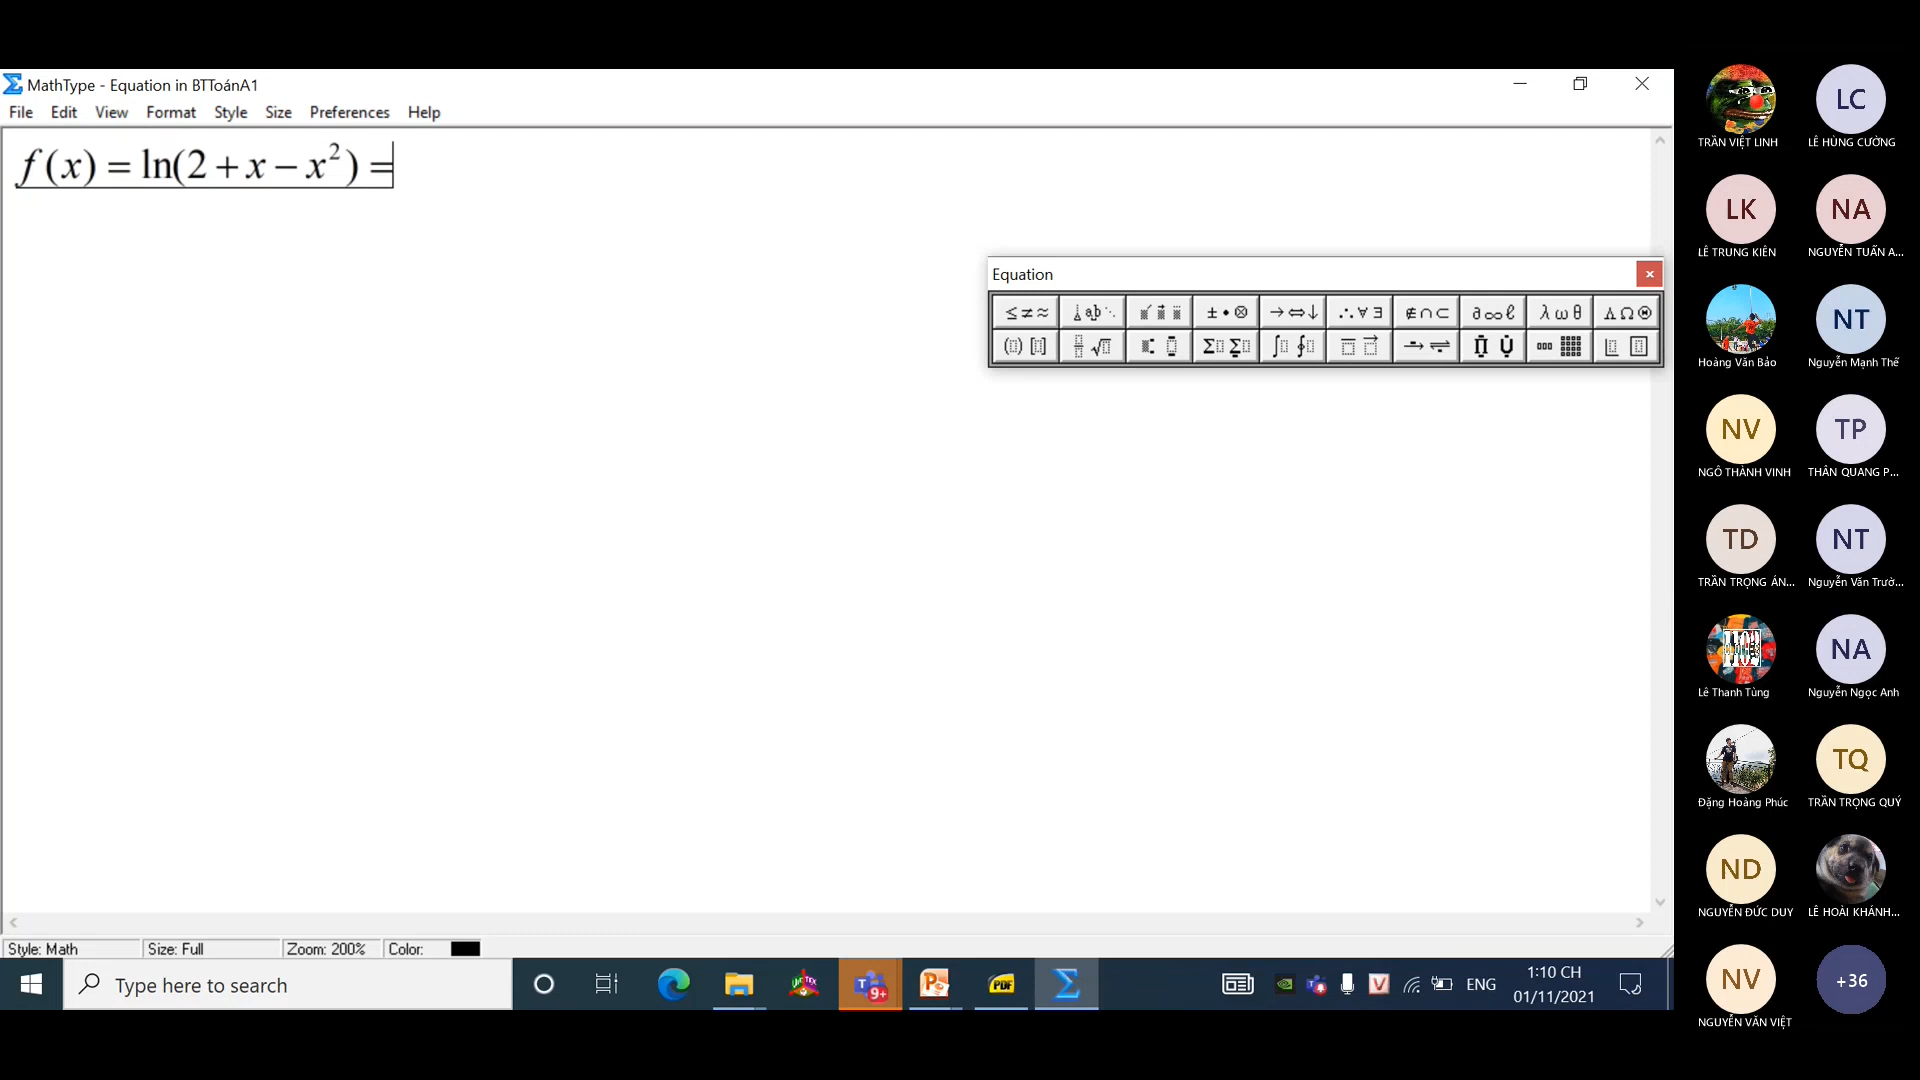 MathType - Equation in BTToánA1
File Edit View Format Style Size Preferences Help
f(x) = ln(2 + x − x²) =
Equation
≤≠≈
±•⊗
→⇔↓
∴∀∃
∉∩⊂
∂∞ℓ
λωθ
ΛΩ⊛
Style: Math
Size: Full
Zoom: 200%
Color:
Type here to search
9+
PDF
ENG
1:10 CH
01/11/2021
TRẦN VIỆT LINH
LC
LÊ HÙNG CƯỜNG
LK
LÊ TRUNG KIÊN
NA
NGUYỄN TUẤN A...
Hoàng Văn Bảo
NT
Nguyễn Mạnh Thế
NV
NGÔ THÀNH VINH
TP
THÂN QUANG P...
TD
TRẦN TRỌNG ÁN...
NT
Nguyễn Văn Trườ...
Lê Thanh Tùng
NA
Nguyễn Ngọc Anh
Đặng Hoàng Phúc
TQ
TRẦN TRỌNG QUÝ
ND
NGUYỄN ĐỨC DUY
LÊ HOÀI KHÁNH...
NV
NGUYỄN VĂN VIỆT
+36